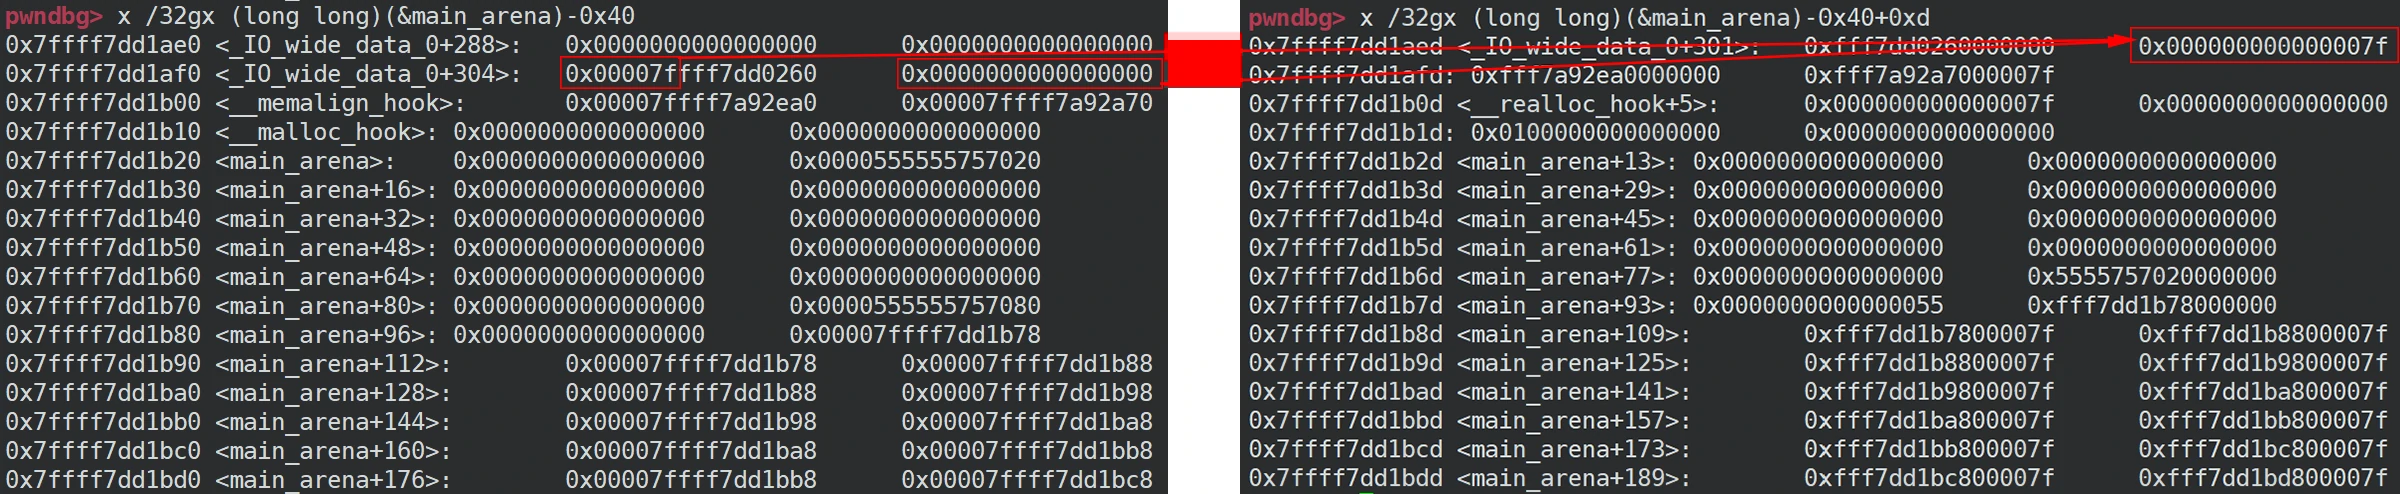 pwndbg> x /32gx (long long)(&main_arena)-0x40
0x7ffff7dd1ae0 <_IO_wide_data_0+288>: 0x0000000000000000 0x0000000000000000
0x7ffff7dd1af0 <_IO_wide_data_0+304>: 0x00007ffff7dd0260 0x0000000000000000
0x7ffff7dd1b00 <__memalign_hook>: 0x00007ffff7a92ea0 0x00007ffff7a92a70
0x7ffff7dd1b10 <__malloc_hook>: 0x0000000000000000 0x0000000000000000
0x7ffff7dd1b20 <main_arena>: 0x0000000000000000 0x0000555555757020
0x7ffff7dd1b30 <main_arena+16>: 0x0000000000000000 0x0000000000000000
0x7ffff7dd1b40 <main_arena+32>: 0x0000000000000000 0x0000000000000000
0x7ffff7dd1b50 <main_arena+48>: 0x0000000000000000 0x0000000000000000
0x7ffff7dd1b60 <main_arena+64>: 0x0000000000000000 0x0000000000000000
0x7ffff7dd1b70 <main_arena+80>: 0x0000000000000000 0x0000555555757080
0x7ffff7dd1b80 <main_arena+96>: 0x0000000000000000 0x00007ffff7dd1b78
0x7ffff7dd1b90 <main_arena+112>: 0x00007ffff7dd1b78 0x00007ffff7dd1b88
0x7ffff7dd1ba0 <main_arena+128>: 0x00007ffff7dd1b88 0x00007ffff7dd1b98
0x7ffff7dd1bb0 <main_arena+144>: 0x00007ffff7dd1b98 0x00007ffff7dd1ba8
0x7ffff7dd1bc0 <main_arena+160>: 0x00007ffff7dd1ba8 0x00007ffff7dd1bb8
0x7ffff7dd1bd0 <main_arena+176>: 0x00007ffff7dd1bb8 0x00007ffff7dd1bc8
pwndbg> x /32gx (long long)(&main_arena)-0x40+0xd
0x7ffff7dd1aed <_IO_wide_data_0+301>: 0xfff7dd0260000000 0x000000000000007f
0x7ffff7dd1afd: 0xfff7a92ea0000000 0xfff7a92a7000007f
0x7ffff7dd1b0d <__realloc_hook+5>: 0x000000000000007f 0x0000000000000000
0x7ffff7dd1b1d: 0x0100000000000000 0x0000000000000000
0x7ffff7dd1b2d <main_arena+13>: 0x0000000000000000 0x0000000000000000
0x7ffff7dd1b3d <main_arena+29>: 0x0000000000000000 0x0000000000000000
0x7ffff7dd1b4d <main_arena+45>: 0x0000000000000000 0x0000000000000000
0x7ffff7dd1b5d <main_arena+61>: 0x0000000000000000 0x0000000000000000
0x7ffff7dd1b6d <main_arena+77>: 0x0000000000000000 0x5555757020000000
0x7ffff7dd1b7d <main_arena+93>: 0x0000000000000055 0xfff7dd1b78000000
0x7ffff7dd1b8d <main_arena+109>: 0xfff7dd1b7800007f 0xfff7dd1b8800007f
0x7ffff7dd1b9d <main_arena+125>: 0xfff7dd1b8800007f 0xfff7dd1b9800007f
0x7ffff7dd1bad <main_arena+141>: 0xfff7dd1b9800007f 0xfff7dd1ba800007f
0x7ffff7dd1bbd <main_arena+157>: 0xfff7dd1ba800007f 0xfff7dd1bb800007f
0x7ffff7dd1bcd <main_arena+173>: 0xfff7dd1bb800007f 0xfff7dd1bc800007f
0x7ffff7dd1bdd <main_arena+189>: 0xfff7dd1bc800007f 0xfff7dd1bd800007f